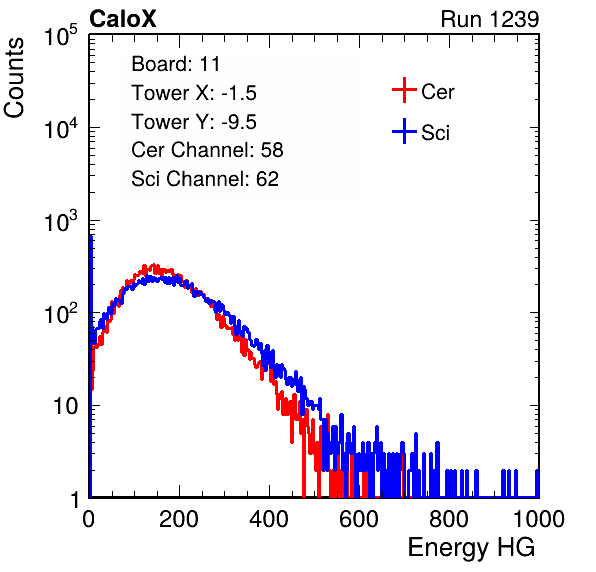 CaloX Run 1239
Counts
10^5
10^4
10^3
10^2
10
1
Board: 11
Tower X: -1.5
Tower Y: -9.5
Cer Channel: 58
Sci Channel: 62
Cer
Sci
0 200 400 600 800 1000
Energy HG